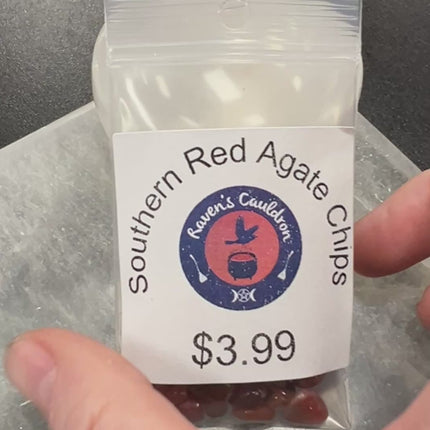 Southern Red Agate Chips
Raven's Cauldron
$3.99